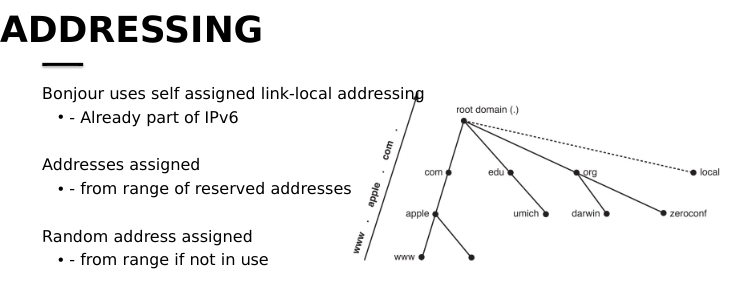 ADDRESSING
Bonjour uses self assigned link-local addressing
• - Already part of IPv6
Addresses assigned
• - from range of reserved addresses
Random address assigned
• - from range if not in use
www . apple . com .
root domain (.)
com
edu
org
local
apple
umich
darwin
zeroconf
www